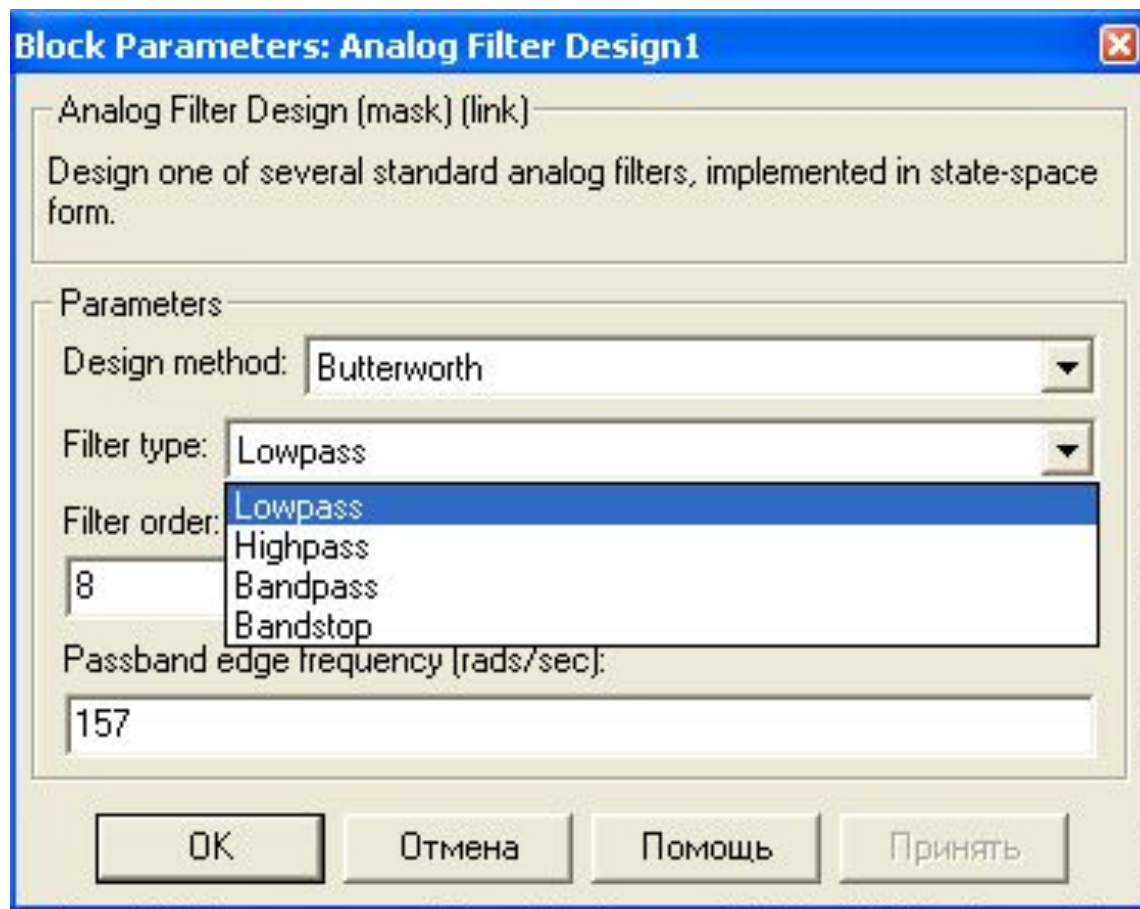 Block Parameters: Analog Filter Design1
Analog Filter Design (mask) (link)
Design one of several standard analog filters, implemented in state-space
form.
Parameters
Design method: Butterworth
Filter type: Lowpass
Lowpass
Highpass
Bandpass
Bandstop
Filter order:
8
Passband edge frequency (rads/sec):
157
OK Отмена Помощь Принять